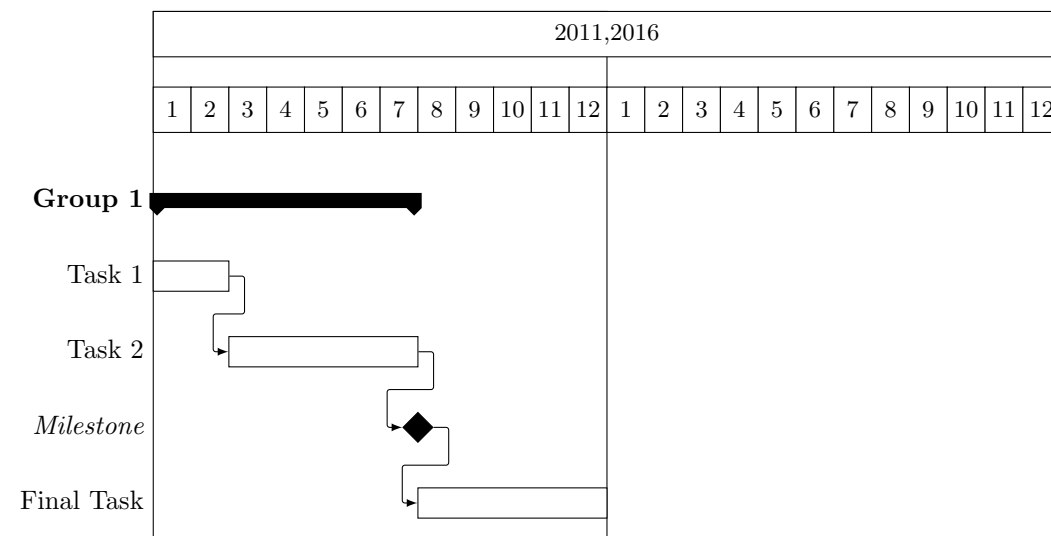 2011,2016
1 2 3 4 5 6 7 8 9 10 11 12 1 2 3 4 5 6 7 8 9 10 11 12
Group 1
Task 1
Task 2
Milestone
Final Task